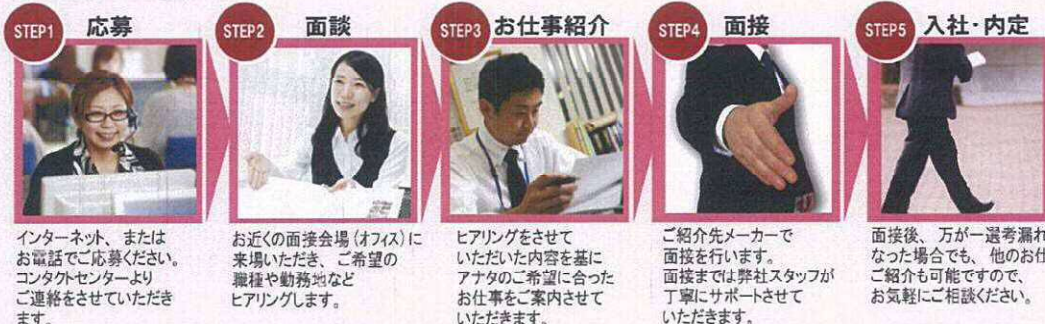 STEP1 応募
インターネット、または
お電話でご応募ください。
コンタクトセンターより
ご連絡をさせていただき
ます。
STEP2 面談
お近くの面接会場(オフィス)に
来場いただき、ご希望の
職種や勤務地など
ヒアリングします。
STEP3 お仕事紹介
ヒアリングをさせて
いただいた内容を基に
アナタのご希望に合った
お仕事をご案内させて
いただきます。
STEP4 面接
ご紹介先メーカーで
面接を行います。
面接までは弊社スタッフが
丁寧にサポートさせて
いただきます。
STEP5 入社・内定
面接後、万が一選考漏れ
なった場合でも、他のお仕
ご紹介も可能ですので、
お気軽にご相談ください。